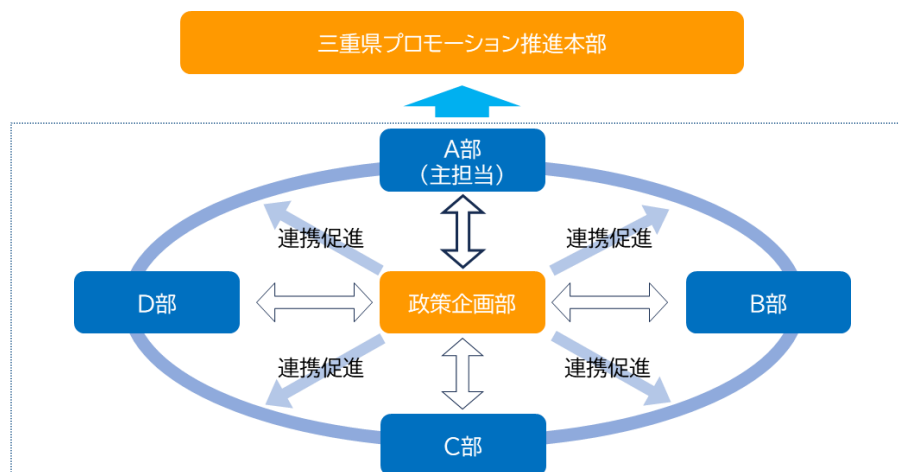 三重県プロモーション推進本部
A部
（主担当）
連携促進
連携促進
D部
政策企画部
B部
連携促進
連携促進
C部